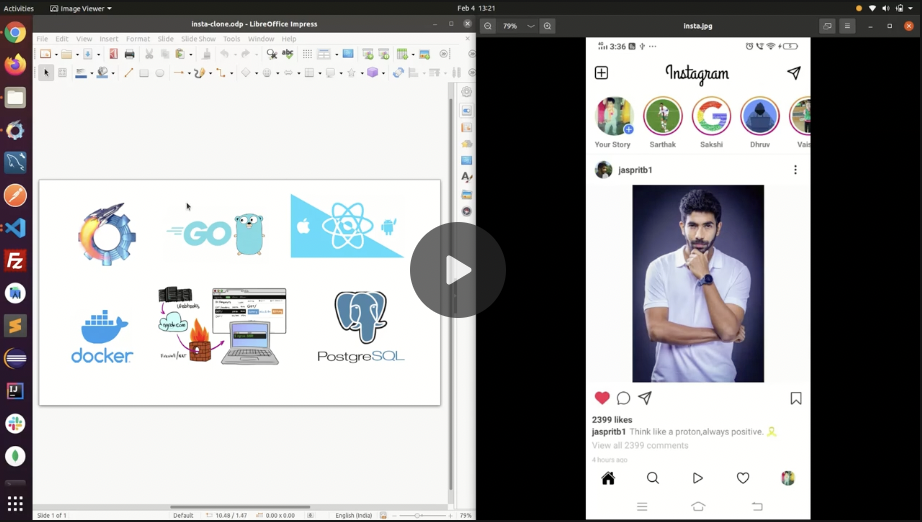 Activities
Image Viewer
Feb 4 13:21
insta-clone.odp - LibreOffice Impress
File Edit View Insert Format Slide Slide Show Tools Window Help
GO
docker
webhooks
Firewall/NAT
PostgreSQL
Slide 1 of 1
Default
10.48 / 1.47
0.00 x 0.00
English (India)
79%
79%
insta.jpg
3:36
Instagram
Your Story
Sarthak
Sakshi
Dhruv
Vais
jaspritb1
2399 likes
jaspritb1 Think like a proton,always positive.
View all 2399 comments
4 hours ago